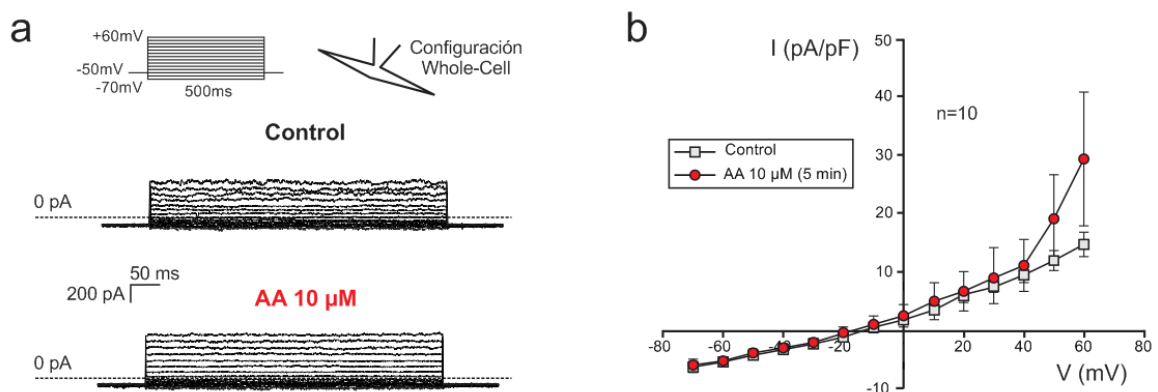 a
+60mV
-50mV
-70mV
500ms
Configuración
Whole-Cell
Control
0 pA
50 ms
200 pA
AA 10 µM
0 pA
b
I (pA/pF)
50
40
30
20
10
-10
n=10
Control
AA 10 µM (5 min)
-80 -60 -40 -20 20 40 60 80
V (mV)